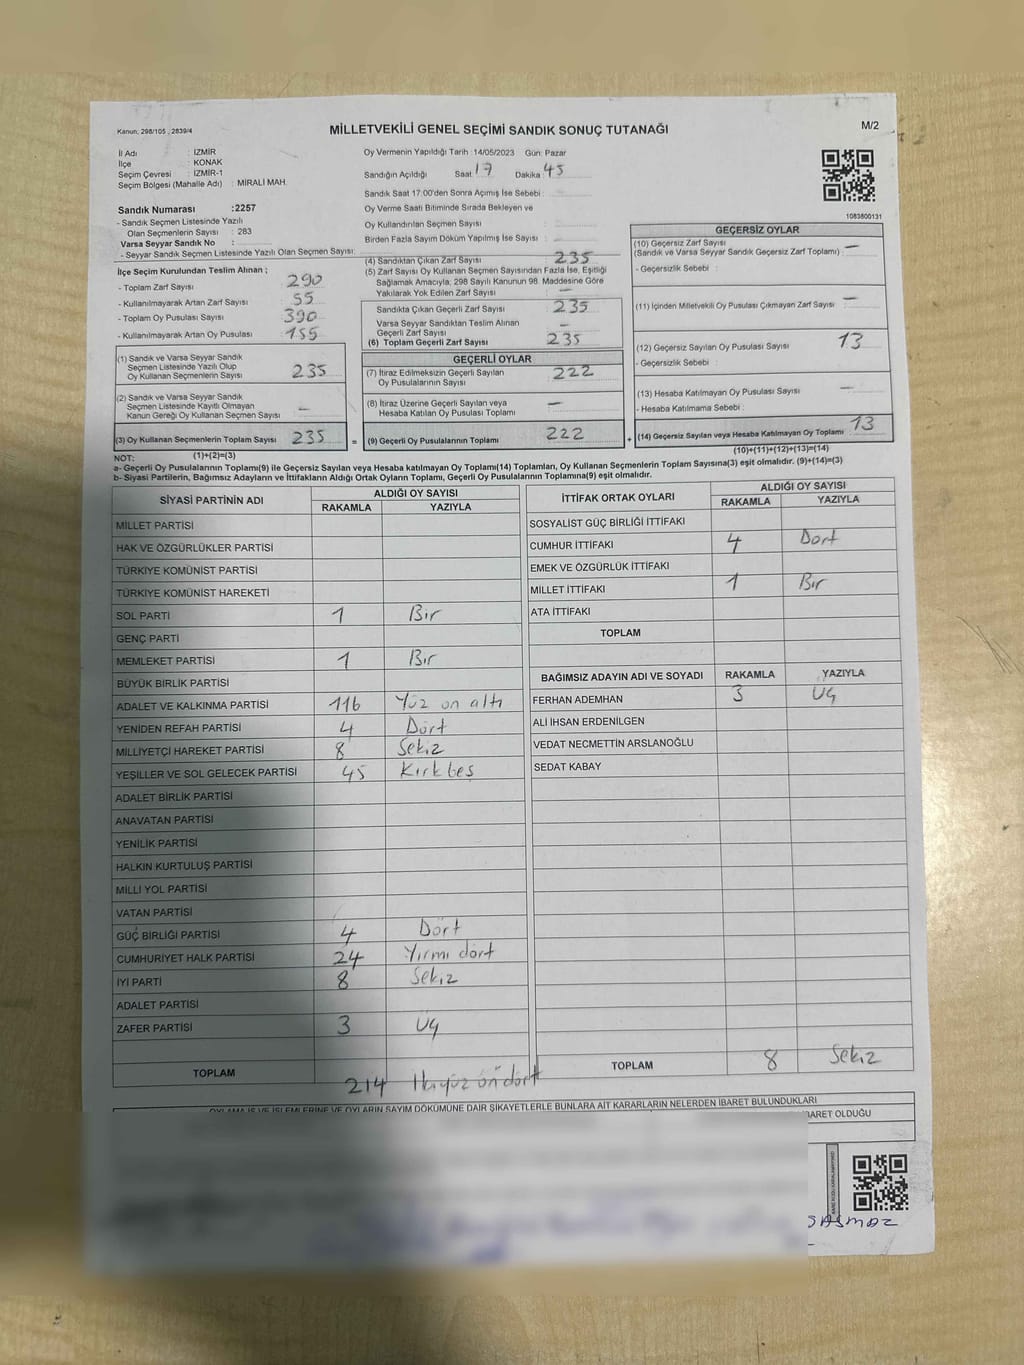 Kanun; 298/105 , 2839/4
MİLLETVEKİLİ GENEL SEÇİMİ SANDIK SONUÇ TUTANAĞI
M/2
İl Adı : İZMİR
İlçe : KONAK
Seçim Çevresi : İZMİR-1
Seçim Bölgesi (Mahalle Adı) : MİRALİ MAH.
Oy Vermenin Yapıldığı Tarih :14/05/2023 Gün: Pazar
Sandığın Açıldığı Saat: 17 Dakika: 45
Sandık Saat 17:00'den Sonra Açımış İse Sebebi :
Oy Verme Saati Bitiminde Sırada Bekleyen ve
Oy Kullandırılan Seçmen Sayısı :
Birden Fazla Sayım Döküm Yapılmış İse Sayısı :
1083800131
Sandık Numarası :2257
- Sandık Seçmen Listesinde Yazılı
Olan Seçmenlerin Sayısı : 283
Varsa Seyyar Sandık No :
- Seyyar Sandık Seçmen Listesinde Yazılı Olan Seçmen Sayısı:
İlçe Seçim Kurulundan Teslim Alınan ;
- Toplam Zarf Sayısı : 290
- Kullanılmayarak Artan Zarf Sayısı : 55
- Toplam Oy Pusulası Sayısı : 390
- Kullanılmayarak Artan Oy Pusulası : 155
(1) Sandık ve Varsa Seyyar Sandık
Seçmen Listesinde Yazılı Olup
Oy Kullanan Seçmenlerin Sayısı : 235
(2) Sandık ve Varsa Seyyar Sandık
Seçmen Listesinde Kayıtlı Olmayan
Kanun Gereği Oy Kullanan Seçmen Sayısı : –
(3) Oy Kullanan Seçmenlerin Toplam Sayısı : 235
(4) Sandıktan Çıkan Zarf Sayısı : 235
(5) Zarf Sayısı Oy Kullanan Seçmen Sayısından Fazla İse, Eşitliği
Sağlamak Amacıyla, 298 Sayılı Kanunun 98. Maddesine Göre
Yakılarak Yok Edilen Zarf Sayısı : –
Sandıkta Çıkan Geçerli Zarf Sayısı : 235
Varsa Seyyar Sandıktan Teslim Alınan
Geçerli Zarf Sayısı : –
(6) Toplam Geçerli Zarf Sayısı : 235
GEÇERLİ OYLAR
(7) İtiraz Edilmeksizin Geçerli Sayılan
Oy Pusulalarının Sayısı : 222
(8) İtiraz Üzerine Geçerli Sayılan veya
Hesaba Katılan Oy Pusulası Toplamı : –
= (9) Geçerli Oy Pusulalarının Toplamı : 222
GEÇERSİZ OYLAR
(10) Geçersiz Zarf Sayısı
(Sandık ve Varsa Seyyar Sandık Geçersiz Zarf Toplamı) : –
- Geçersizlik Sebebi :
(11) İçinden Milletvekili Oy Pusulası Çıkmayan Zarf Sayısı : –
(12) Geçersiz Sayılan Oy Pusulası Sayısı : 13
- Geçersizlik Sebebi :
(13) Hesaba Katılmayan Oy Pusulası Sayısı : –
- Hesaba Katılmama Sebebi :
+ (14) Geçersiz Sayılan veya Hesaba Katılmayan Oy Toplamı : 13
NOT: (1)+(2)=(3)
(10)+(11)+(12)+(13)=(14)
a- Geçerli Oy Pusulalarının Toplamı(9) ile Geçersiz Sayılan veya Hesaba katılmayan Oy Toplamı(14) Toplamları, Oy Kullanan Seçmenlerin Toplam Sayısına(3) eşit olmalıdır. (9)+(14)=(3)
b- Siyasi Partilerin, Bağımsız Adayların ve İttifakların Aldığı Ortak Oyların Toplamı, Geçerli Oy Pusulalarının Toplamına(9) eşit olmalıdır.
SİYASİ PARTİNİN ADI ALDIĞI OY SAYISI
RAKAMLA YAZIYLA
MİLLET PARTİSİ
HAK VE ÖZGÜRLÜKLER PARTİSİ
TÜRKİYE KOMÜNİST PARTİSİ
TÜRKİYE KOMÜNİST HAREKETİ
SOL PARTİ 1 Bir
GENÇ PARTİ
MEMLEKET PARTİSİ 1 Bir
BÜYÜK BİRLİK PARTİSİ
ADALET VE KALKINMA PARTİSİ 116 Yüz on altı
YENİDEN REFAH PARTİSİ 4 Dört
MİLLİYETÇİ HAREKET PARTİSİ 8 Sekiz
YEŞİLLER VE SOL GELECEK PARTİSİ 45 Kırkbeş
ADALET BİRLİK PARTİSİ
ANAVATAN PARTİSİ
YENİLİK PARTİSİ
HALKIN KURTULUŞ PARTİSİ
MİLLİ YOL PARTİSİ
VATAN PARTİSİ
GÜÇ BİRLİĞİ PARTİSİ 4 Dört
CUMHURİYET HALK PARTİSİ 24 Yirmi dört
İYİ PARTİ 8 Sekiz
ADALET PARTİSİ
ZAFER PARTİSİ 3 Üç
TOPLAM 214 İkiyüz on dört
İTTİFAK ORTAK OYLARI ALDIĞI OY SAYISI
RAKAMLA YAZIYLA
SOSYALİST GÜÇ BİRLİĞİ İTTİFAKI
CUMHUR İTTİFAKI 4 Dört
EMEK VE ÖZGÜRLÜK İTTİFAKI
MİLLET İTTİFAKI 1 Bir
ATA İTTİFAKI
TOPLAM
BAĞIMSIZ ADAYIN ADI VE SOYADI RAKAMLA YAZIYLA
FERHAN ADEMHAN 3 Üç
ALİ İHSAN ERDENİLGEN
VEDAT NECMETTİN ARSLANOĞLU
SEDAT KABAY
TOPLAM 8 Sekiz
OYLAMA İŞ VE İŞLEMLERİNE VE OYLARIN SAYIM DÖKÜMÜNE DAİR ŞİKAYETLERLE BUNLARA AİT KARARLARIN NELERDEN İBARET BULUNDUKLARI
BARET OLDUĞU